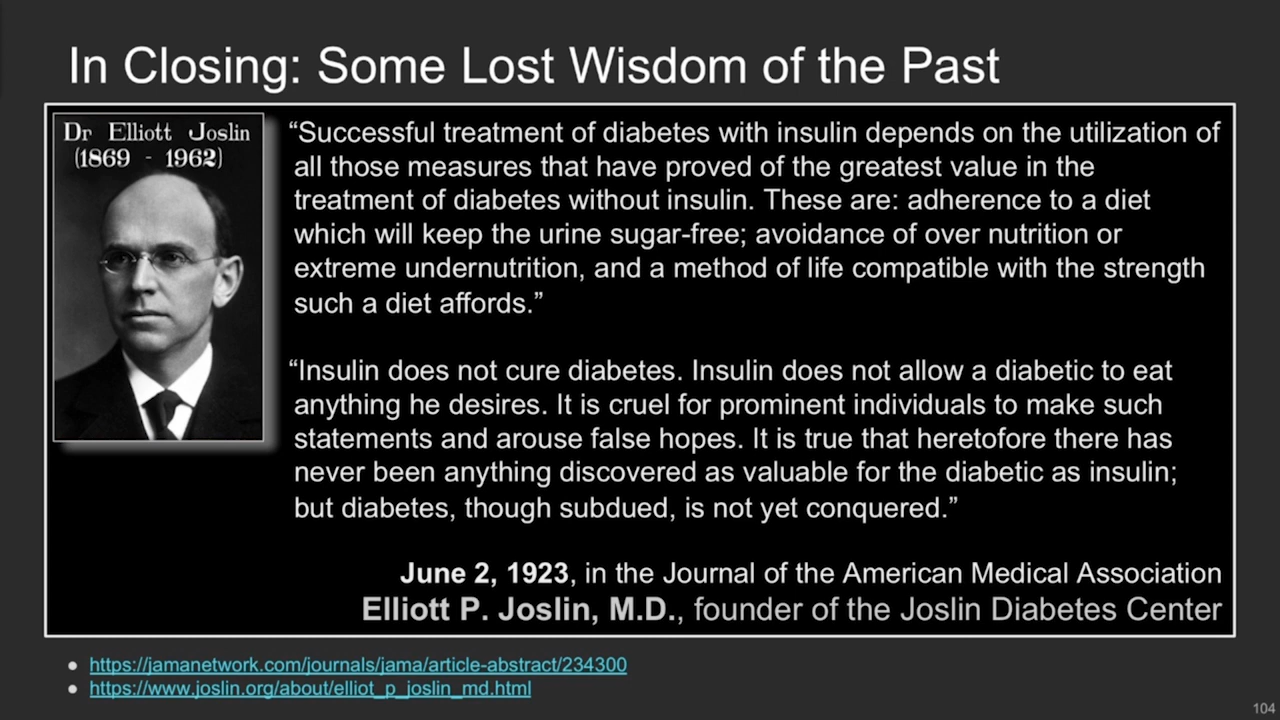 In Closing: Some Lost Wisdom of the Past
Dr Elliott Joslin
(1869 - 1962)
“Successful treatment of diabetes with insulin depends on the utilization of
all those measures that have proved of the greatest value in the
treatment of diabetes without insulin. These are: adherence to a diet
which will keep the urine sugar-free; avoidance of over nutrition or
extreme undernutrition, and a method of life compatible with the strength
such a diet affords.”
“Insulin does not cure diabetes. Insulin does not allow a diabetic to eat
anything he desires. It is cruel for prominent individuals to make such
statements and arouse false hopes. It is true that heretofore there has
never been anything discovered as valuable for the diabetic as insulin;
but diabetes, though subdued, is not yet conquered.”
June 2, 1923, in the Journal of the American Medical Association
Elliott P. Joslin, M.D., founder of the Joslin Diabetes Center
● https://jamanetwork.com/journals/jama/article-abstract/234300
● https://www.joslin.org/about/elliot_p_joslin_md.html
104